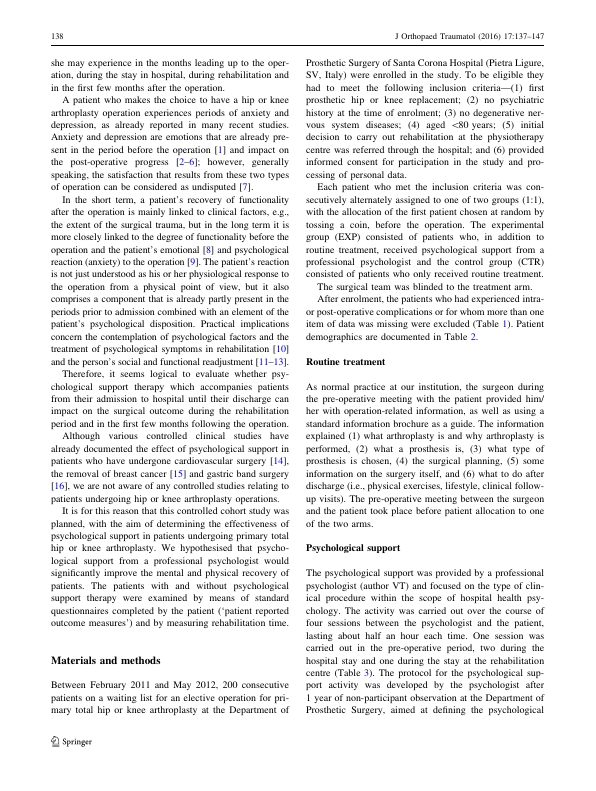 138
J Orthopaed Traumatol (2016) 17:137–147
she may experience in the months leading up to the oper-
ation, during the stay in hospital, during rehabilitation and
in the first few months after the operation.
A patient who makes the choice to have a hip or knee
arthroplasty operation experiences periods of anxiety and
depression, as already reported in many recent studies.
Anxiety and depression are emotions that are already pre-
sent in the period before the operation [1] and impact on
the post-operative progress [2–6]; however, generally
speaking, the satisfaction that results from these two types
of operation can be considered as undisputed [7].
In the short term, a patient's recovery of functionality
after the operation is mainly linked to clinical factors, e.g.,
the extent of the surgical trauma, but in the long term it is
more closely linked to the degree of functionality before the
operation and the patient's emotional [8] and psychological
reaction (anxiety) to the operation [9]. The patient's reaction
is not just understood as his or her physiological response to
the operation from a physical point of view, but it also
comprises a component that is already partly present in the
periods prior to admission combined with an element of the
patient's psychological disposition. Practical implications
concern the contemplation of psychological factors and the
treatment of psychological symptoms in rehabilitation [10]
and the person's social and functional readjustment [11–13].
Therefore, it seems logical to evaluate whether psy-
chological support therapy which accompanies patients
from their admission to hospital until their discharge can
impact on the surgical outcome during the rehabilitation
period and in the first few months following the operation.
Although various controlled clinical studies have
already documented the effect of psychological support in
patients who have undergone cardiovascular surgery [14],
the removal of breast cancer [15] and gastric band surgery
[16], we are not aware of any controlled studies relating to
patients undergoing hip or knee arthroplasty operations.
It is for this reason that this controlled cohort study was
planned, with the aim of determining the effectiveness of
psychological support in patients undergoing primary total
hip or knee arthroplasty. We hypothesised that psycho-
logical support from a professional psychologist would
significantly improve the mental and physical recovery of
patients. The patients with and without psychological
support therapy were examined by means of standard
questionnaires completed by the patient ('patient reported
outcome measures') and by measuring rehabilitation time.
Materials and methods
Between February 2011 and May 2012, 200 consecutive
patients on a waiting list for an elective operation for pri-
mary total hip or knee arthroplasty at the Department of
Prosthetic Surgery of Santa Corona Hospital (Pietra Ligure,
SV, Italy) were enrolled in the study. To be eligible they
had to meet the following inclusion criteria—(1) first
prosthetic hip or knee replacement; (2) no psychiatric
history at the time of enrolment; (3) no degenerative ner-
vous system diseases; (4) aged <80 years; (5) initial
decision to carry out rehabilitation at the physiotherapy
centre was referred through the hospital; and (6) provided
informed consent for participation in the study and pro-
cessing of personal data.
Each patient who met the inclusion criteria was con-
secutively alternately assigned to one of two groups (1:1),
with the allocation of the first patient chosen at random by
tossing a coin, before the operation. The experimental
group (EXP) consisted of patients who, in addition to
routine treatment, received psychological support from a
professional psychologist and the control group (CTR)
consisted of patients who only received routine treatment.
The surgical team was blinded to the treatment arm.
After enrolment, the patients who had experienced intra-
or post-operative complications or for whom more than one
item of data was missing were excluded (Table 1). Patient
demographics are documented in Table 2.
Routine treatment
As normal practice at our institution, the surgeon during
the pre-operative meeting with the patient provided him/
her with operation-related information, as well as using a
standard information brochure as a guide. The information
explained (1) what arthroplasty is and why arthroplasty is
performed, (2) what a prosthesis is, (3) what type of
prosthesis is chosen, (4) the surgical planning, (5) some
information on the surgery itself, and (6) what to do after
discharge (i.e., physical exercises, lifestyle, clinical follow-
up visits). The pre-operative meeting between the surgeon
and the patient took place before patient allocation to one
of the two arms.
Psychological support
The psychological support was provided by a professional
psychologist (author VT) and focused on the type of clin-
ical procedure within the scope of hospital health psy-
chology. The activity was carried out over the course of
four sessions between the psychologist and the patient,
lasting about half an hour each time. One session was
carried out in the pre-operative period, two during the
hospital stay and one during the stay at the rehabilitation
centre (Table 3). The protocol for the psychological sup-
port activity was developed by the psychologist after
1 year of non-participant observation at the Department of
Prosthetic Surgery, aimed at defining the psychological
Springer